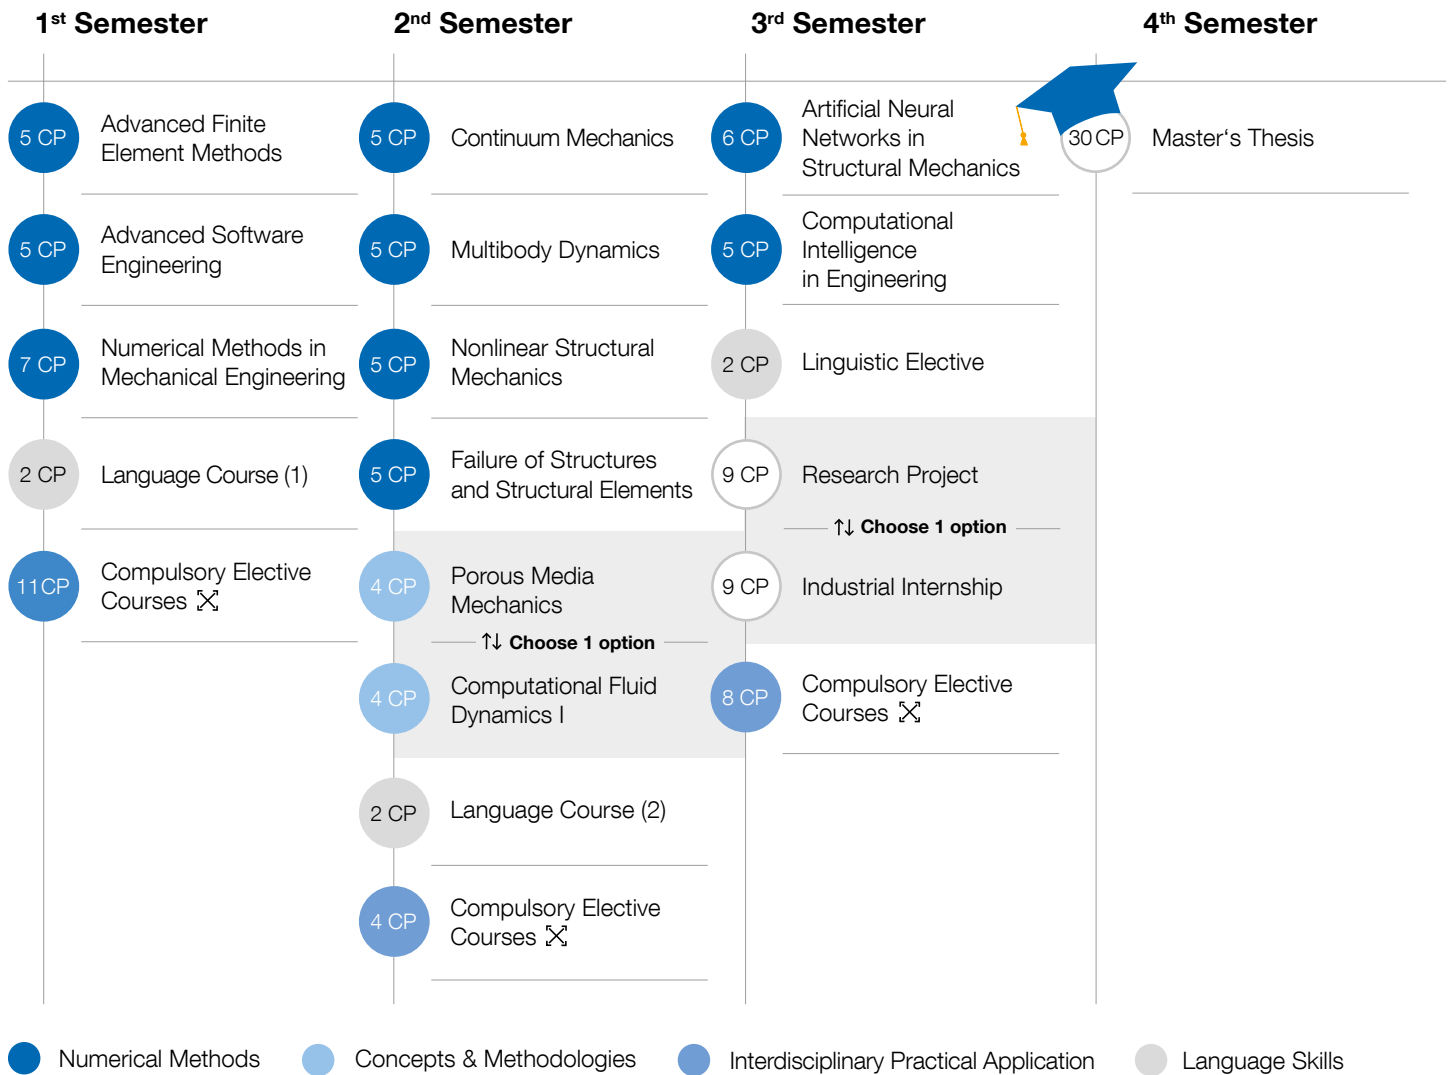 1st Semester
5 CP
Advanced Finite
Element Methods
5 CP
Advanced Software
Engineering
7 CP
Numerical Methods in
Mechanical Engineering
2 CP
Language Course (1)
11 CP
Compulsory Elective
Courses
2nd Semester
5 CP
Continuum Mechanics
5 CP
Multibody Dynamics
5 CP
Nonlinear Structural
Mechanics
5 CP
Failure of Structures
and Structural Elements
4 CP
Porous Media
Mechanics
↑↓ Choose 1 option
4 CP
Computational Fluid
Dynamics I
2 CP
Language Course (2)
4 CP
Compulsory Elective
Courses
3rd Semester
6 CP
Artificial Neural
Networks in
Structural Mechanics
5 CP
Computational
Intelligence
in Engineering
2 CP
Linguistic Elective
9 CP
Research Project
↑↓ Choose 1 option
9 CP
Industrial Internship
8 CP
Compulsory Elective
Courses
4th Semester
30 CP
Master‘s Thesis
Numerical Methods
Concepts & Methodologies
Interdisciplinary Practical Application
Language Skills